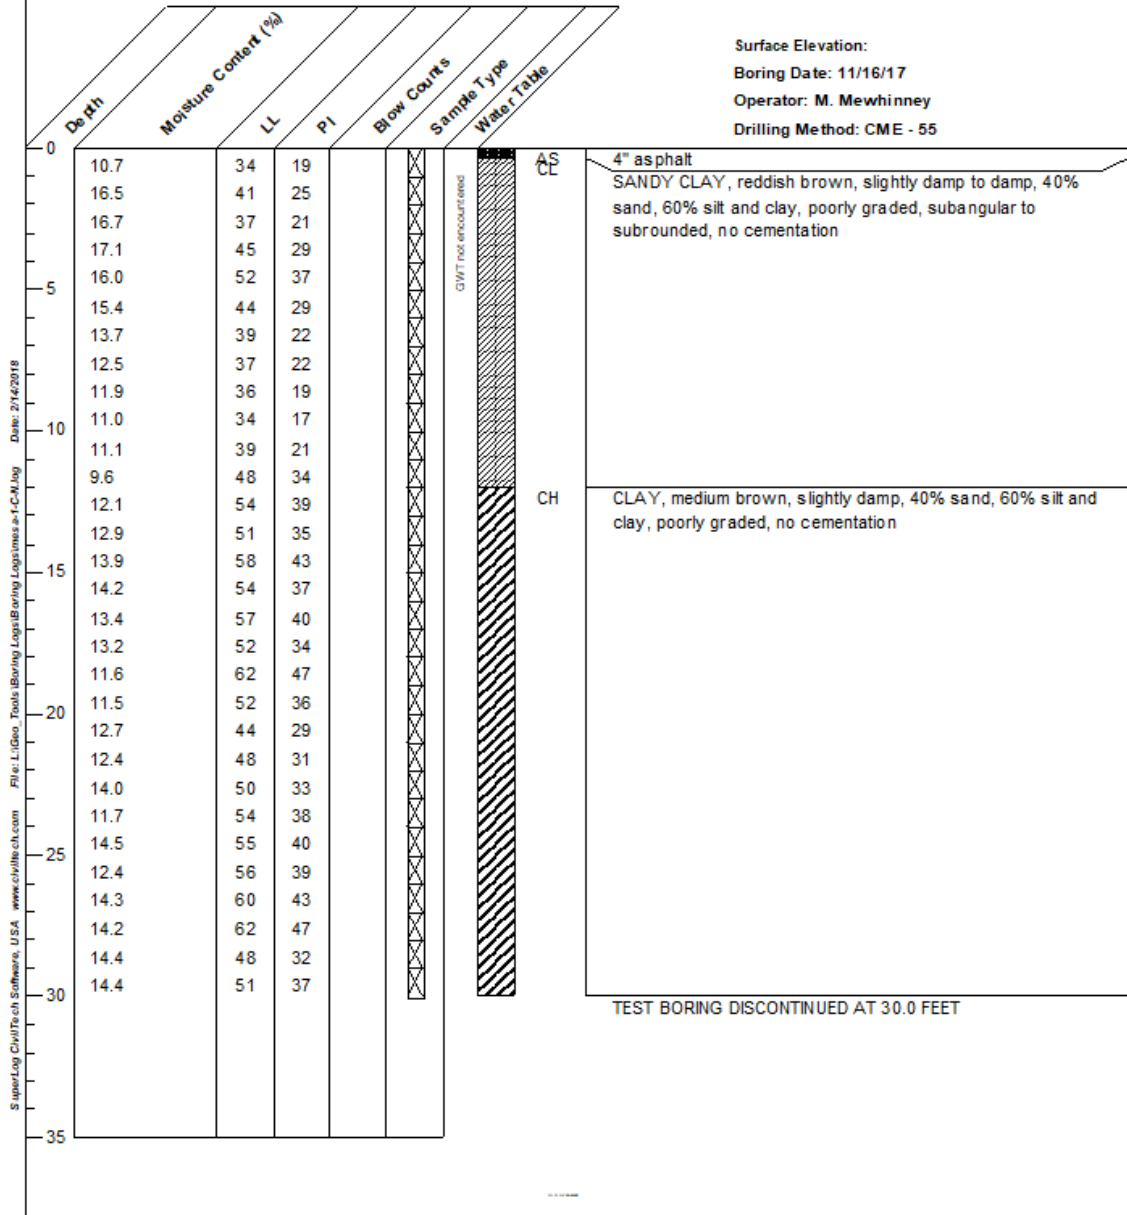 Surface Elevation:
Boring Date: 11/16/17
Operator: M. Mewhinney
Drilling Method: CME - 55
Depth
Moisture Content (%)
LL
PI
Blow Counts
Sample Type
Water Table
0
10.7 34 19 AS 4" asphalt
CL
16.5 41 25 SANDY CLAY, reddish brown, slightly damp to damp, 40%
16.7 37 21 sand, 60% silt and clay, poorly graded, subangular to
subrounded, no cementation
17.1 45 29
GWT not encountered
16.0 52 37
5
15.4 44 29
13.7 39 22
12.5 37 22
11.9 36 19
11.0 34 17
10
11.1 39 21
9.6 48 34
12.1 54 39 CH CLAY, medium brown, slightly damp, 40% sand, 60% silt and
clay, poorly graded, no cementation
12.9 51 35
13.9 58 43
15
14.2 54 37
13.4 57 40
13.2 52 34
11.6 62 47
11.5 52 36
20
12.7 44 29
12.4 48 31
14.0 50 33
11.7 54 38
14.5 55 40
25
12.4 56 39
14.3 60 43
14.2 62 47
14.4 48 32
14.4 51 37
30
TEST BORING DISCONTINUED AT 30.0 FEET
35
SuperLog CivilTech Software, USA www.civiltech.com File: L:\Geo_Tools\Boring Logs\Boring Logs\mesa-1-C-N.log Date: 2/14/2018